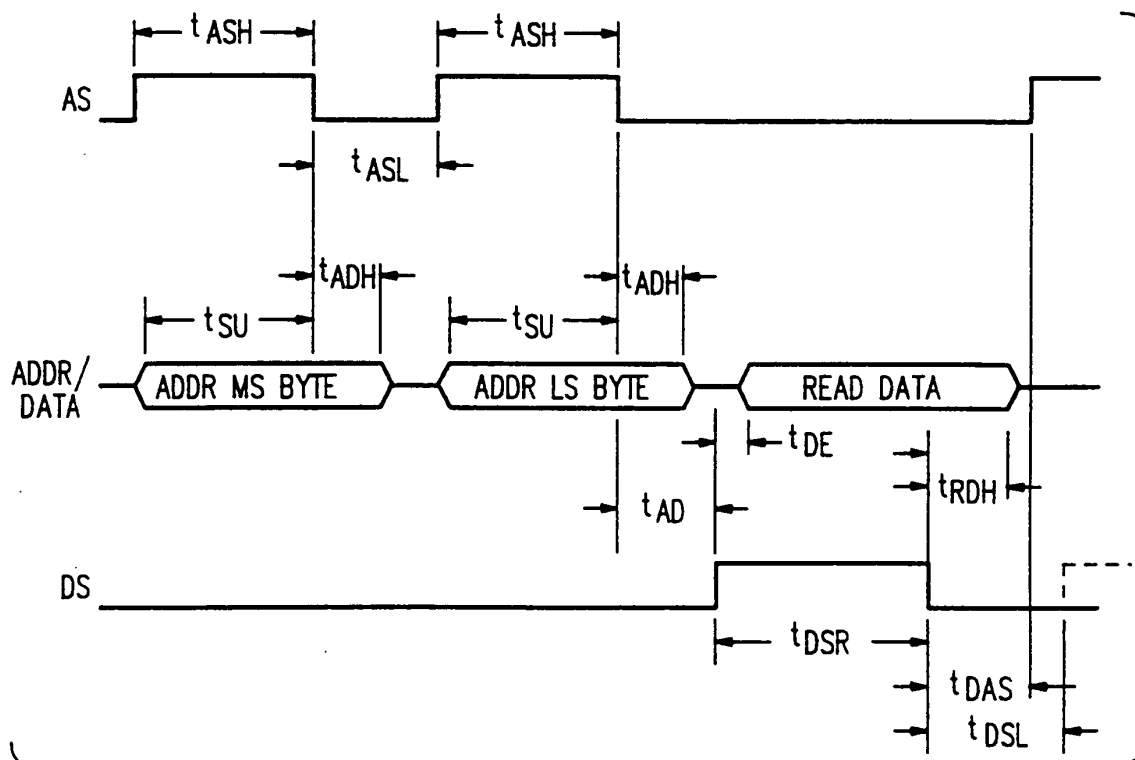 tASH tASH
AS
tASL
tADH tADH
tSU tSU
ADDR/
DATA
ADDR MS BYTE ADDR LS BYTE READ DATA
tDE
tRDH
tAD
DS
tDSR
tDAS
tDSL